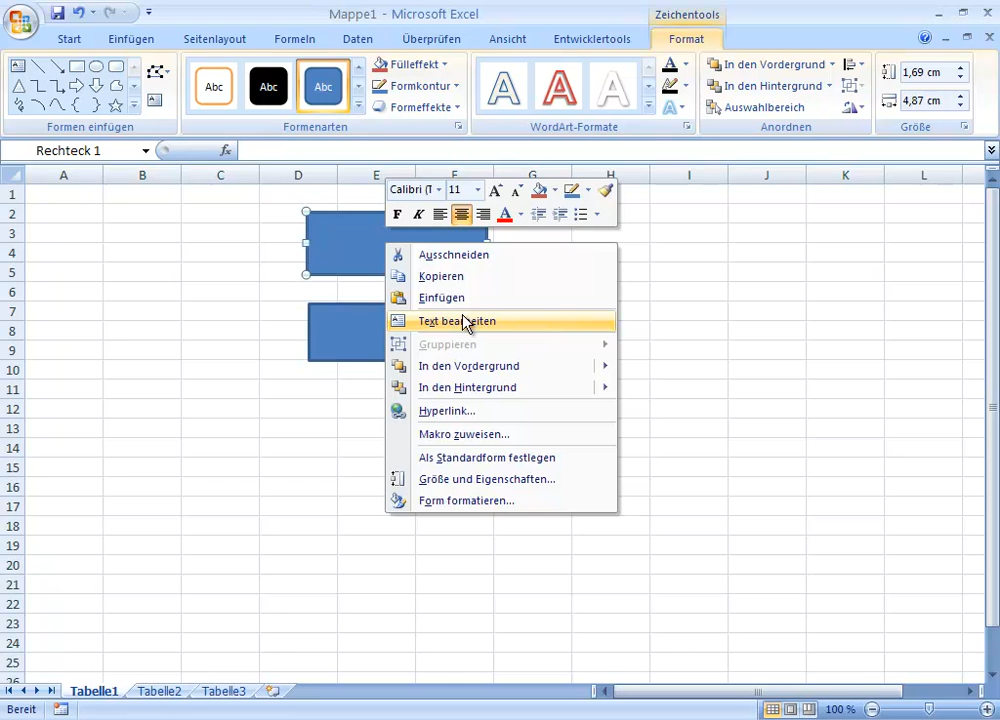 Mappe1 - Microsoft Excel
Zeichentools
Start
Einfügen
Seitenlayout
Formeln
Daten
Überprüfen
Ansicht
Entwicklertools
Format
Abc
Abc
Abc
Fülleffekt
Formkontur
Formeffekte
A
A
A
A
A
In den Vordergrund
In den Hintergrund
Auswahlbereich
1,69 cm
4,87 cm
Formen einfügen
Formenarten
WordArt-Formate
Anordnen
Größe
Rechteck 1
fx
A B C D E F G H I J K L
Calibri (T
11
A A
F K A
1
2
3
4
5
6
7
8
9
10
11
12
13
14
15
16
17
18
19
20
21
22
23
24
25
26
Ausschneiden
Kopieren
Einfügen
Text bearbeiten
Gruppieren
In den Vordergrund
In den Hintergrund
Hyperlink...
Makro zuweisen...
Als Standardform festlegen
Größe und Eigenschaften...
Form formatieren...
Tabelle1
Tabelle2
Tabelle3
Bereit
100 %